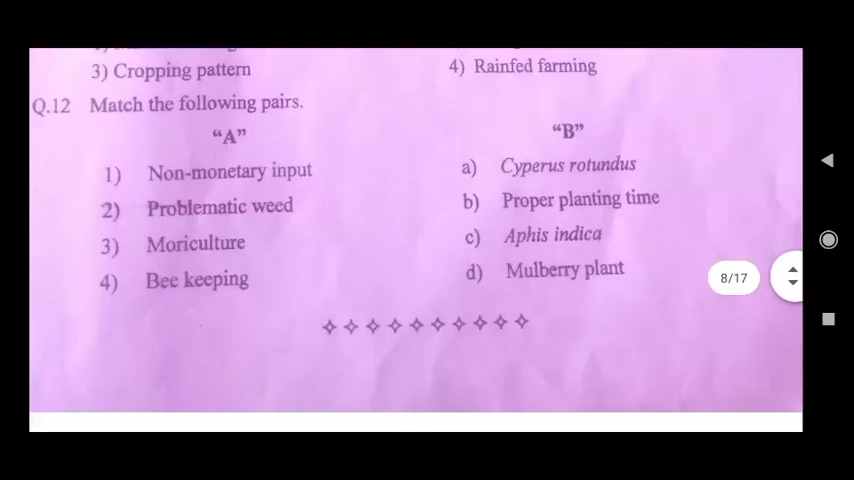 3) Cropping pattern
4) Rainfed farming
Q.12 Match the following pairs.
"A"
"B"
1) Non-monetary input
a) Cyperus rotundus
2) Problematic weed
b) Proper planting time
3) Moriculture
c) Aphis indica
4) Bee keeping
d) Mulberry plant
8/17